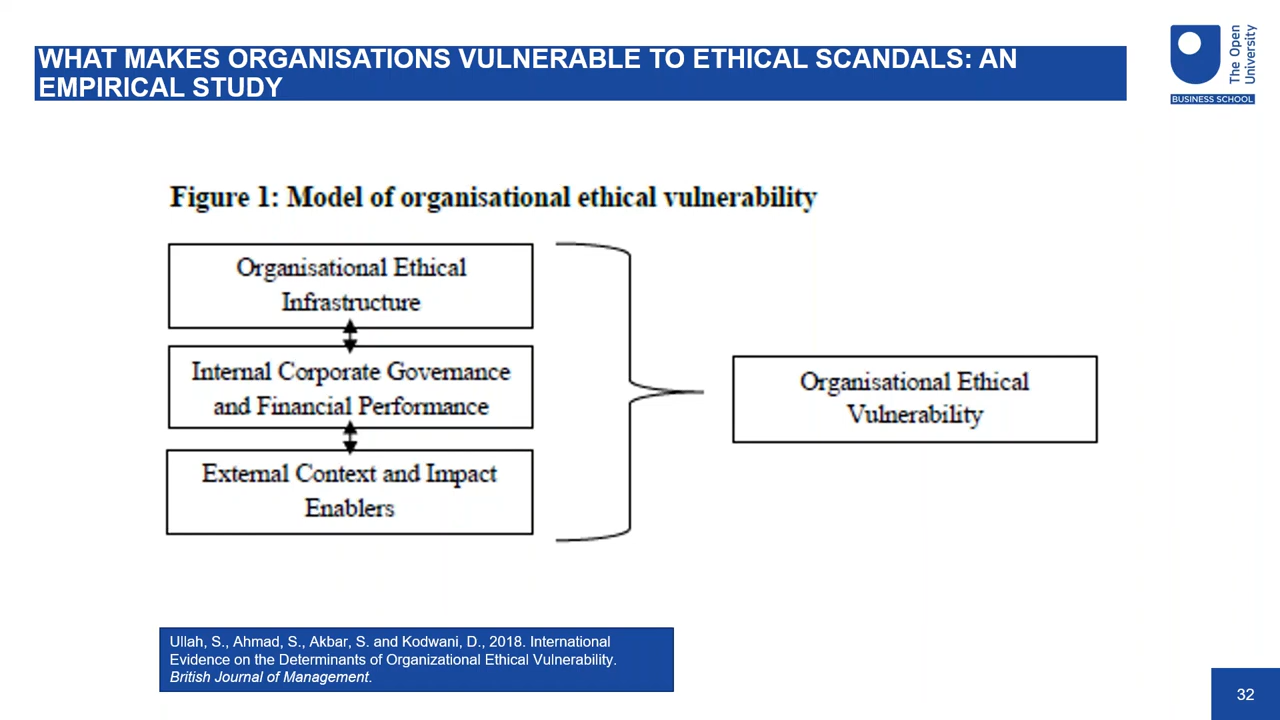 WHAT MAKES ORGANISATIONS VULNERABLE TO ETHICAL SCANDALS: AN
EMPIRICAL STUDY
The Open
University
BUSINESS SCHOOL
Figure 1: Model of organisational ethical vulnerability
Organisational Ethical
Infrastructure
Internal Corporate Governance
and Financial Performance
External Context and Impact
Enablers
Organisational Ethical
Vulnerability
Ullah, S., Ahmad, S., Akbar, S. and Kodwani, D., 2018. International
Evidence on the Determinants of Organizational Ethical Vulnerability.
British Journal of Management.
32